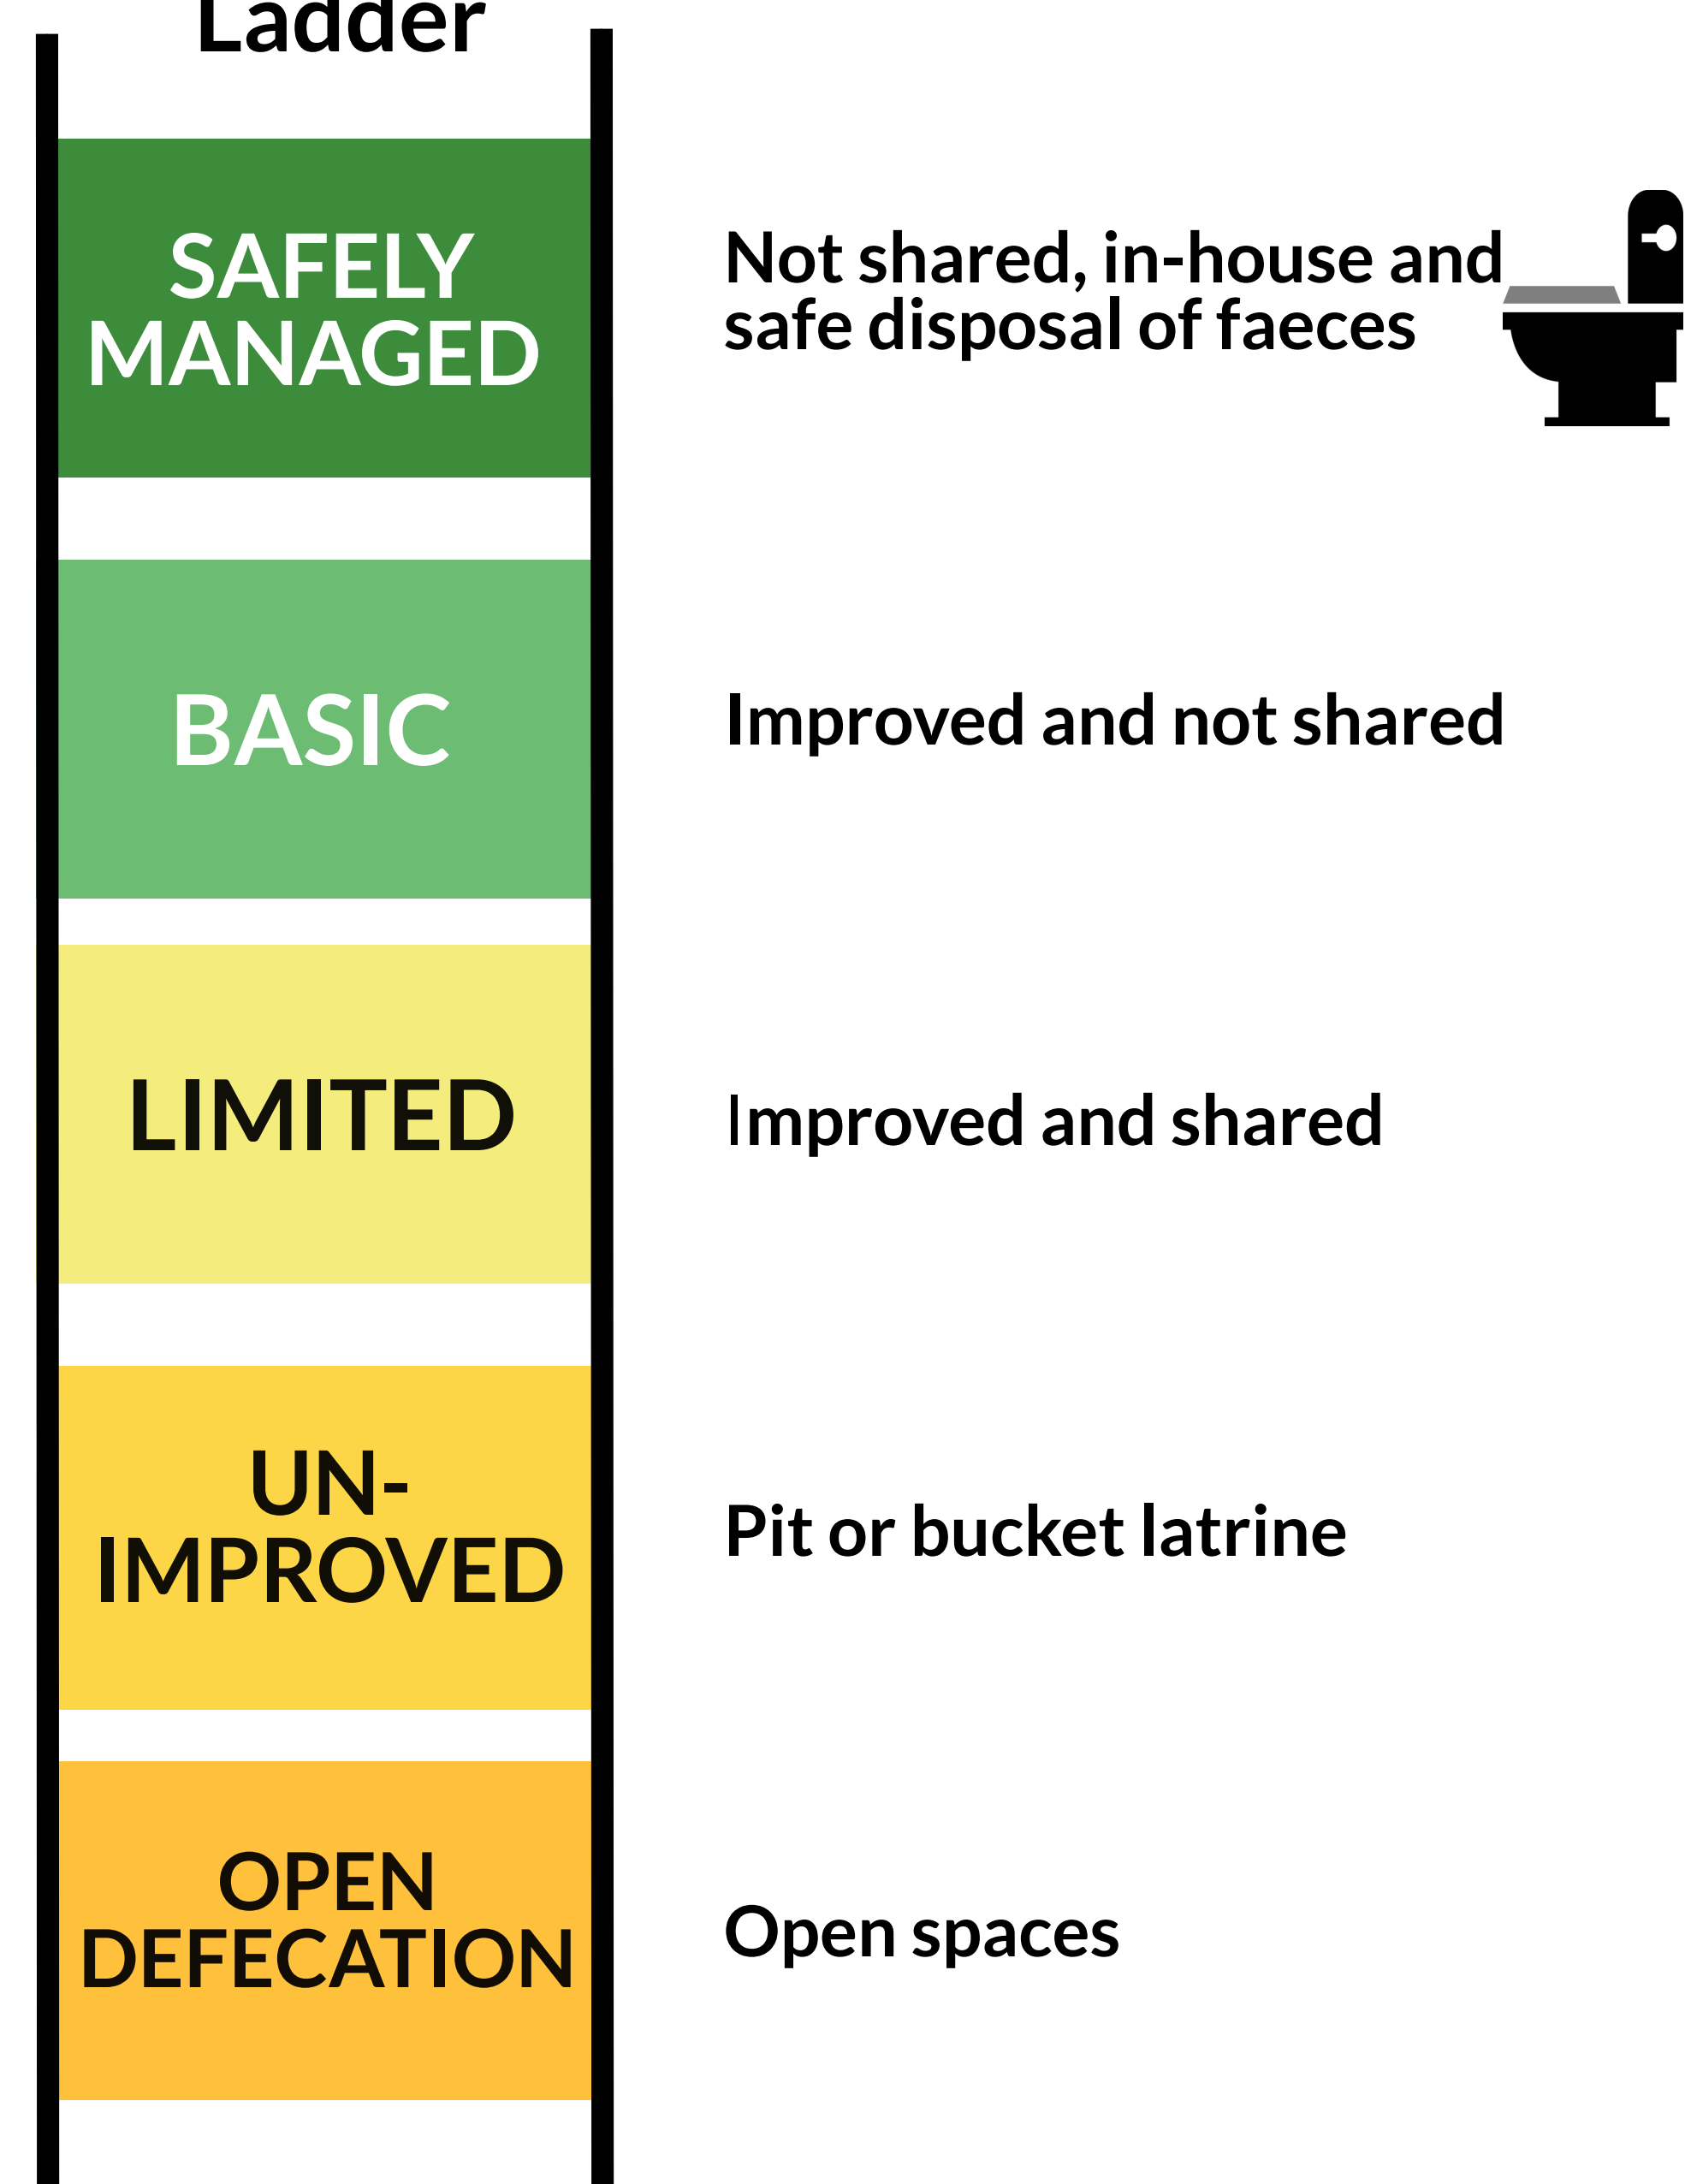 Ladder
SAFELY
MANAGED
Not shared, in-house and
safe disposal of faeces
BASIC
Improved and not shared
LIMITED
Improved and shared
UN-
IMPROVED
Pit or bucket latrine
OPEN
DEFECATION
Open spaces